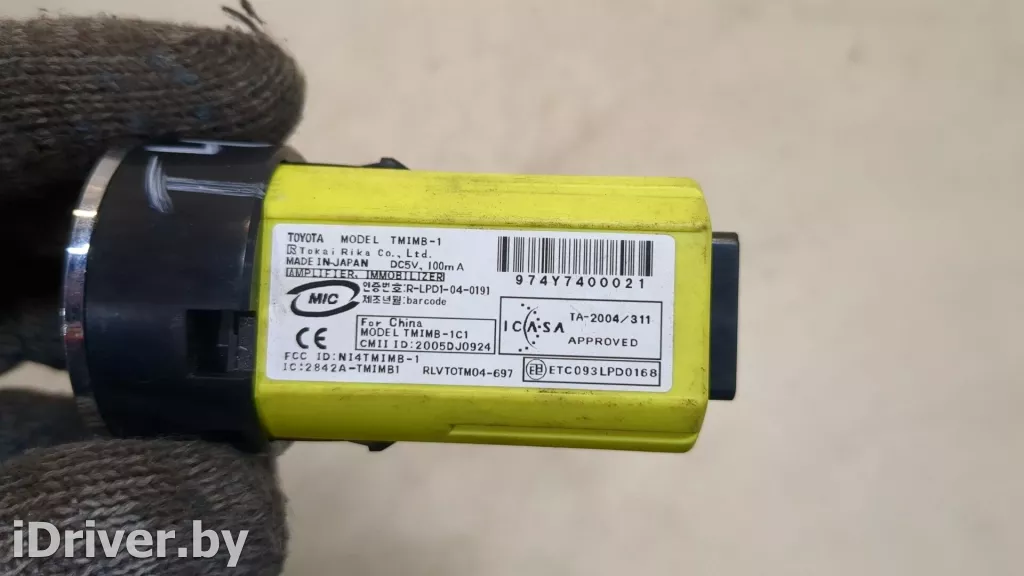 TOYOTA MODEL TMIMB-1
Tokai Rika Co., Ltd.
MADE IN JAPAN DC5V, 100mA
AMPLIFIER, IMMOBILIZER
MIC
인증번호:R-LPD1-04-0191
제조년월:barcode
CE
For China
MODEL TMIMB-1C1
CMII ID:2005DJ0924
FCC ID:NI4TMIMB-1
IC:2842A-TMIMB1
RLVTOTM04-697
974Y7400021
ICASA
TA-2004/311
APPROVED
ETC093LPD0168
iDriver.by